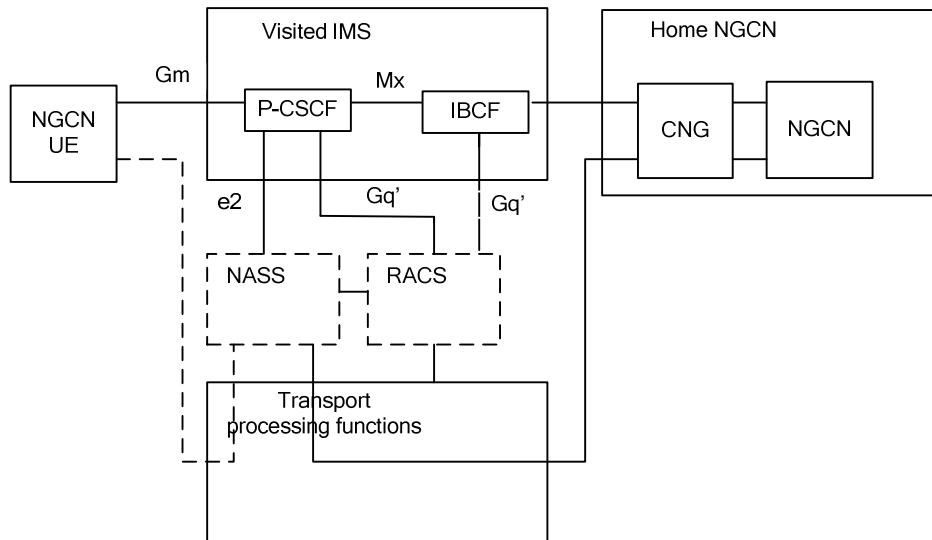 Visited IMS
Home NGCN
Gm
Mx
NGCN
UE
P-CSCF
IBCF
CNG
NGCN
e2
Gq’
Gq’
NASS
RACS
Transport
processing functions